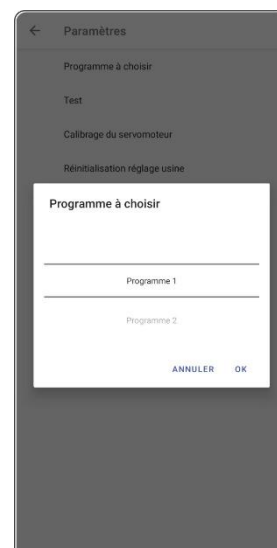 Paramètres
Programme à choisir
Test
Calibrage du servomoteur
Réinitialisation réglage usine
Programme à choisir
Programme 1
Programme 2
ANNULER OK